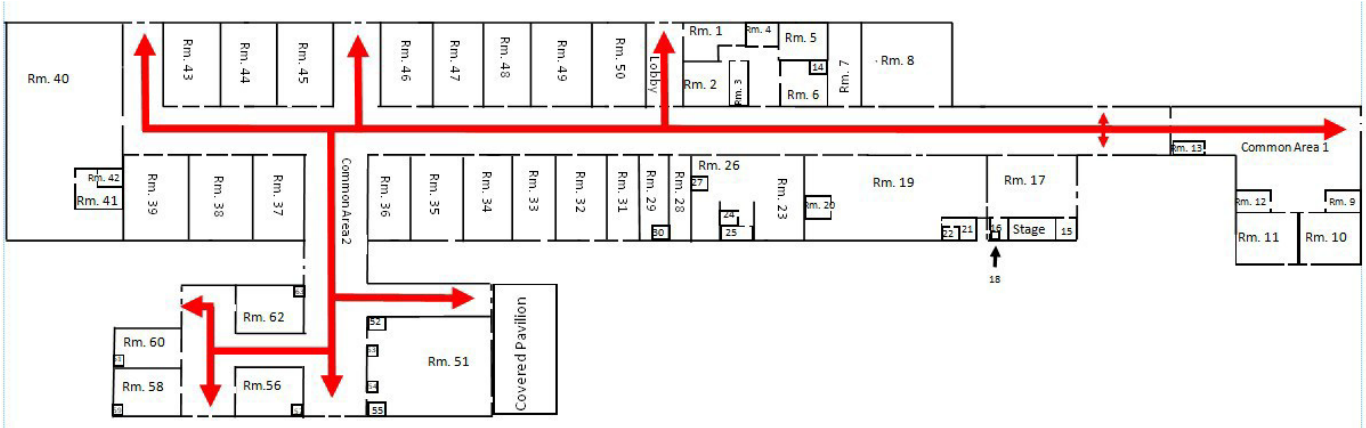 Rm. 40
Rm. 43
Rm. 44
Rm. 45
Rm. 46
Rm. 47
Rm. 48
Rm. 49
Rm. 50
Lobby
Rm. 1
Rm. 2
Rm. 3
Rm. 4
Rm. 5
14
Rm. 6
Rm. 7
Rm. 8
Rm. 13
Common Area 1
Rm. 42
Rm. 41
Rm. 39
Rm. 38
Rm. 37
Common Area 2
Rm. 36
Rm. 35
Rm. 34
Rm. 33
Rm. 32
Rm. 31
Rm. 29
30
Rm. 28
Rm. 26
27
24
25
Rm. 23
Rm. 20
Rm. 19
22
21
Rm. 17
16
Stage
15
18
Rm. 12
Rm. 9
Rm. 11
Rm. 10
Rm. 62
Rm. 60
Rm. 58
Rm.56
52
54
55
Rm. 51
Covered Pavilion